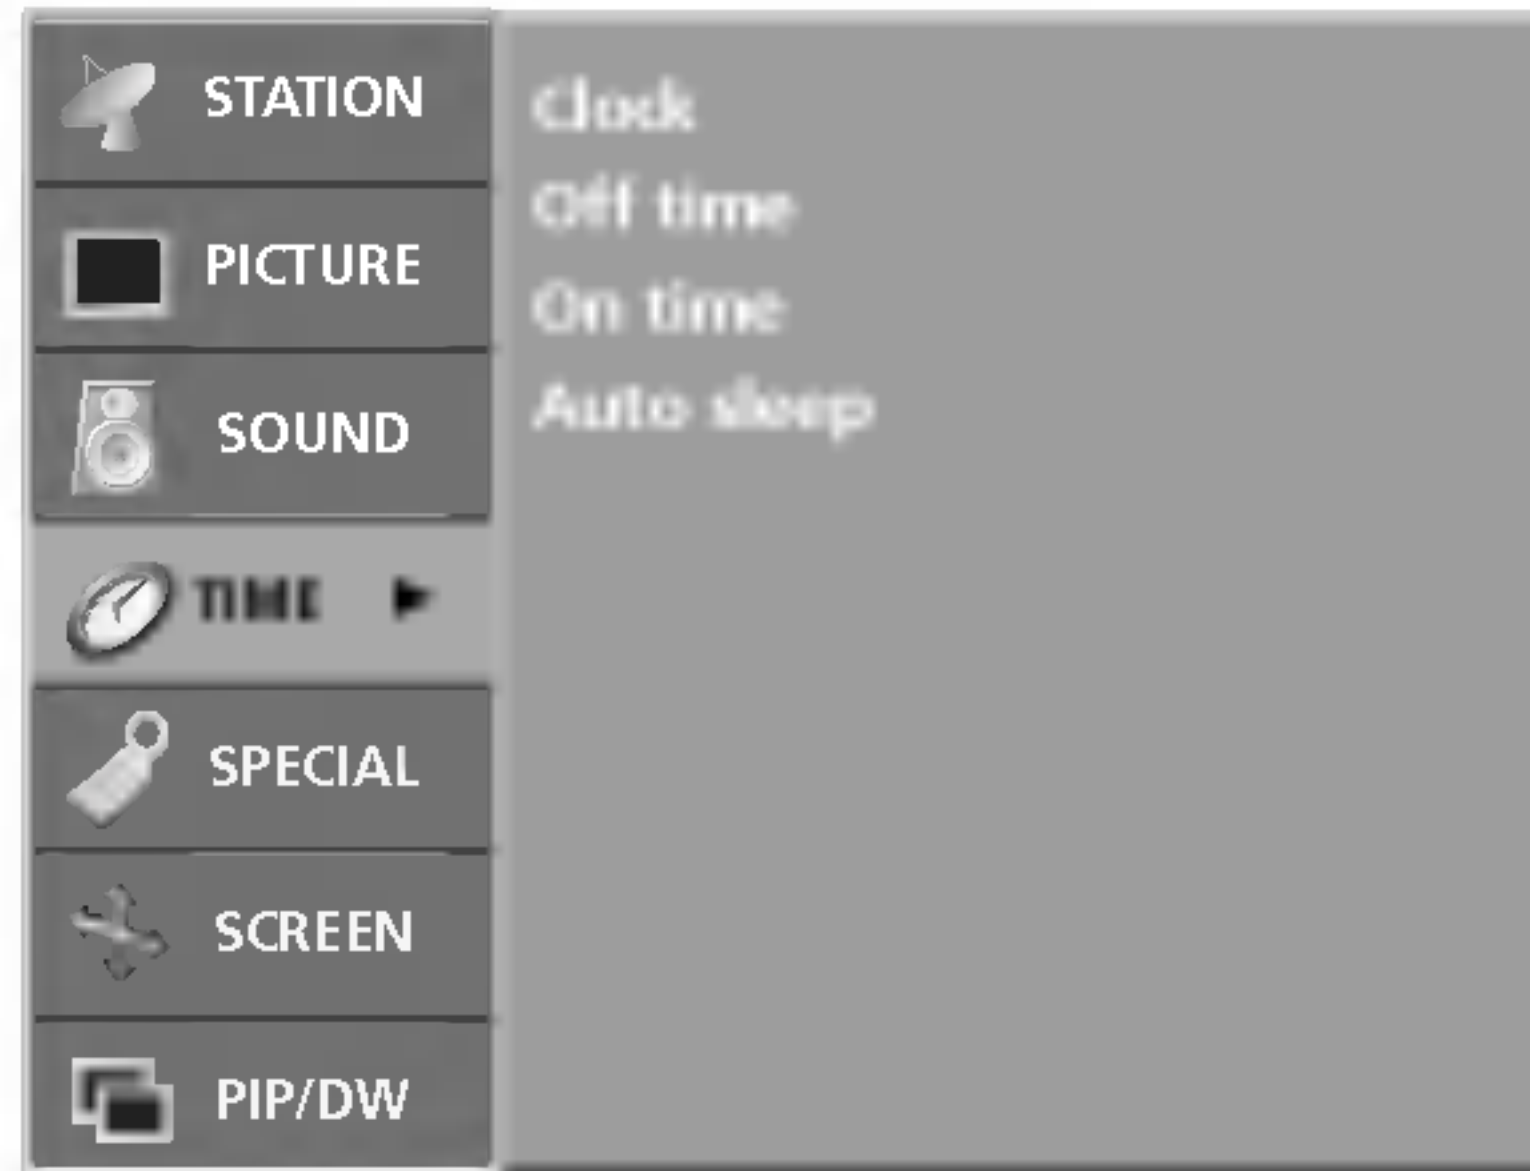 STATION
PICTURE
SOUND
TIME
SPECIAL
SCREEN
PIP/DW
Clock
Off time
On time
Auto sleep